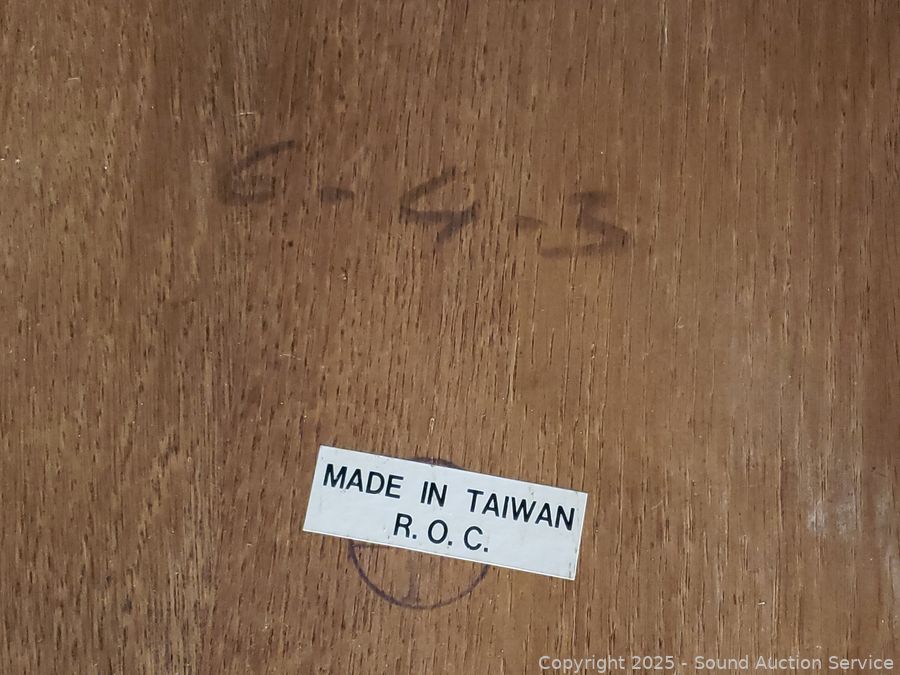 6-4-3
MADE IN TAIWAN
R.O.C.
Copyright 2025 - Sound Auction Service